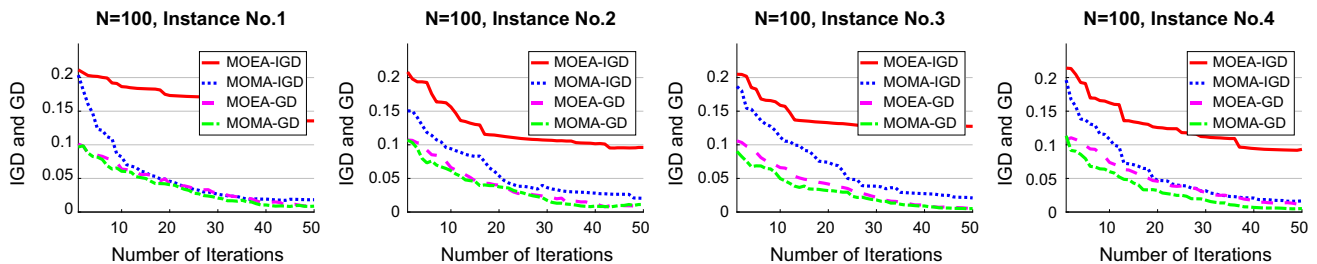 N=100, Instance No.1
IGD and GD
0.2
0.15
0.1
0.05
0
10
20
30
40
50
Number of Iterations
MOEA-IGD
MOMA-IGD
MOEA-GD
MOMA-GD
N=100, Instance No.2
IGD and GD
0.2
0.15
0.1
0.05
0
10
20
30
40
50
Number of Iterations
MOEA-IGD
MOMA-IGD
MOEA-GD
MOMA-GD
N=100, Instance No.3
IGD and GD
0.2
0.15
0.1
0.05
0
10
20
30
40
50
Number of Iterations
MOEA-IGD
MOMA-IGD
MOEA-GD
MOMA-GD
N=100, Instance No.4
IGD and GD
0.2
0.15
0.1
0.05
0
10
20
30
40
50
Number of Iterations
MOEA-IGD
MOMA-IGD
MOEA-GD
MOMA-GD